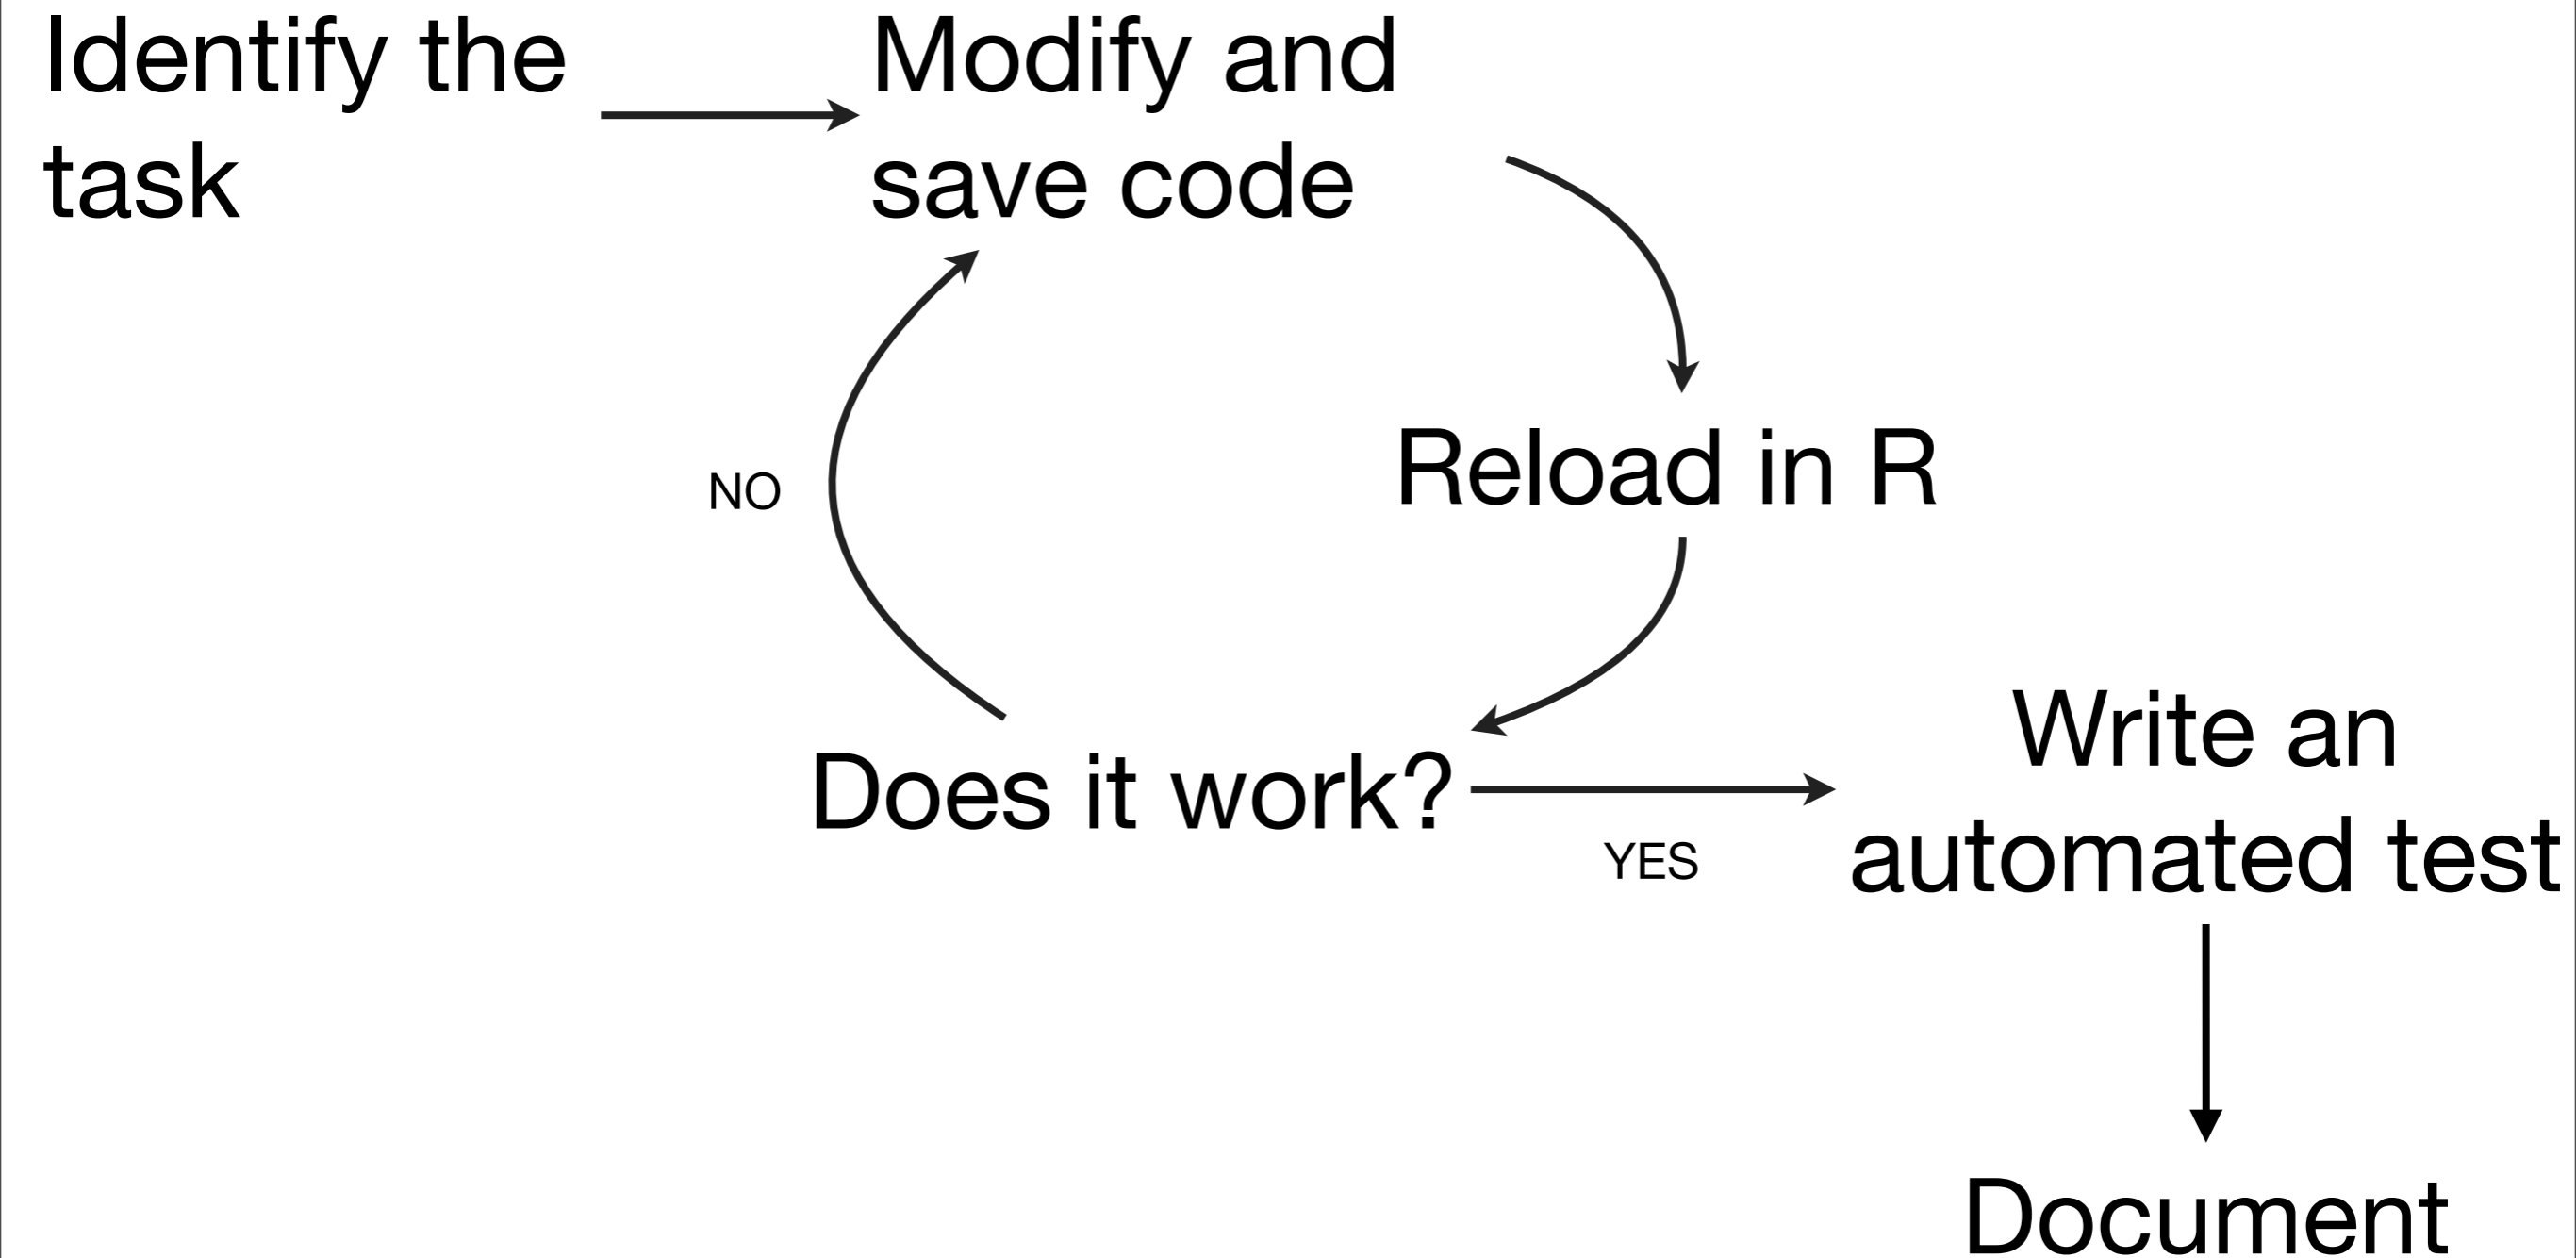 Identify the
task
Modify and
save code
Reload in R
NO
Does it work?
YES
Write an
automated test
Document